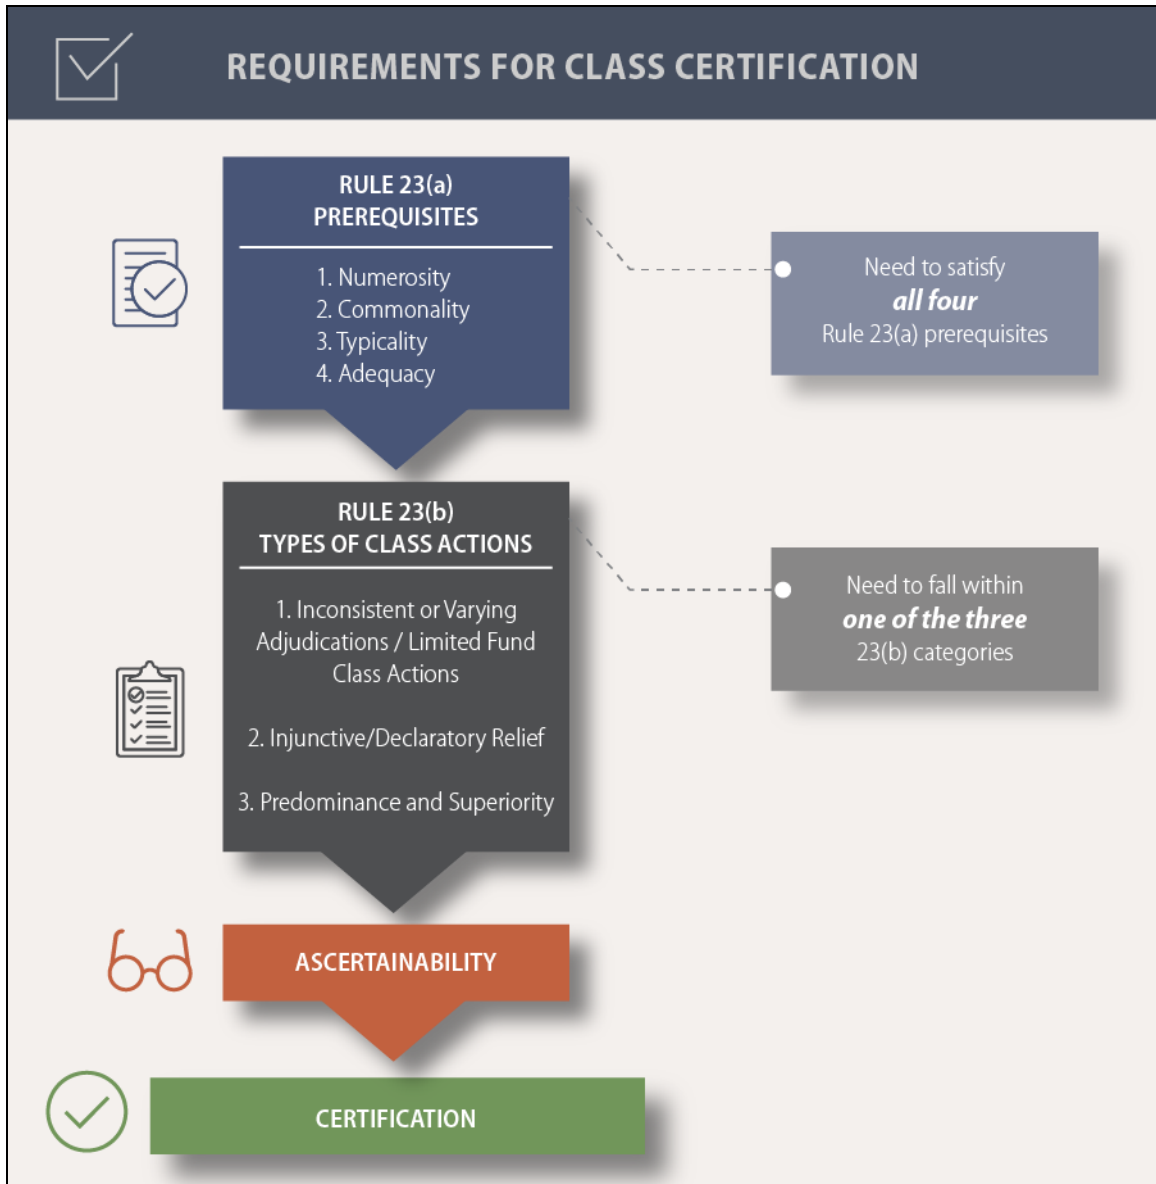 REQUIREMENTS FOR CLASS CERTIFICATION
RULE 23(a)
PREREQUISITES
1. Numerosity
2. Commonality
3. Typicality
4. Adequacy
Need to satisfy
all four
Rule 23(a) prerequisites
RULE 23(b)
TYPES OF CLASS ACTIONS
1. Inconsistent or Varying
Adjudications / Limited Fund
Class Actions
2. Injunctive/Declaratory Relief
3. Predominance and Superiority
Need to fall within
one of the three
23(b) categories
ASCERTAINABILITY
CERTIFICATION